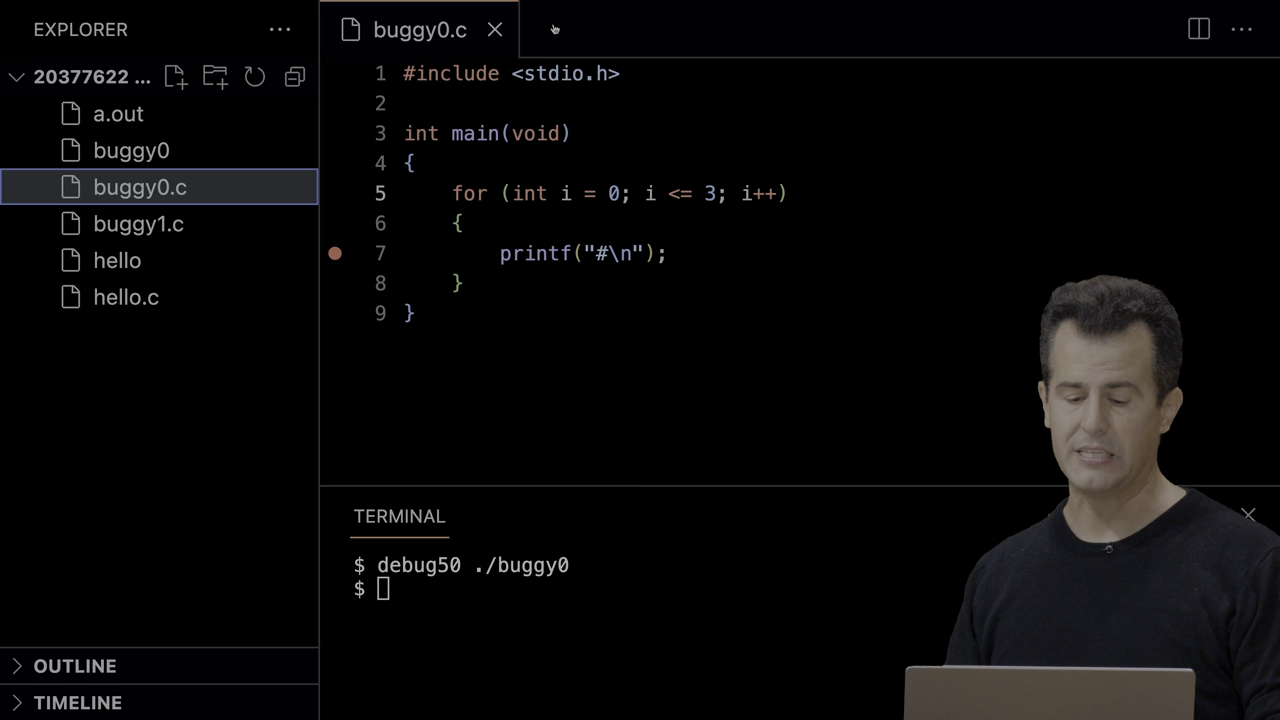 EXPLORER
20377622 ...
a.out
buggy0
buggy0.c
buggy1.c
hello
hello.c
OUTLINE
TIMELINE
buggy0.c
1 #include <stdio.h>
2
3 int main(void)
4 {
5     for (int i = 0; i <= 3; i++)
6     {
7         printf("#\n");
8     }
9 }
TERMINAL
$ debug50 ./buggy0
$